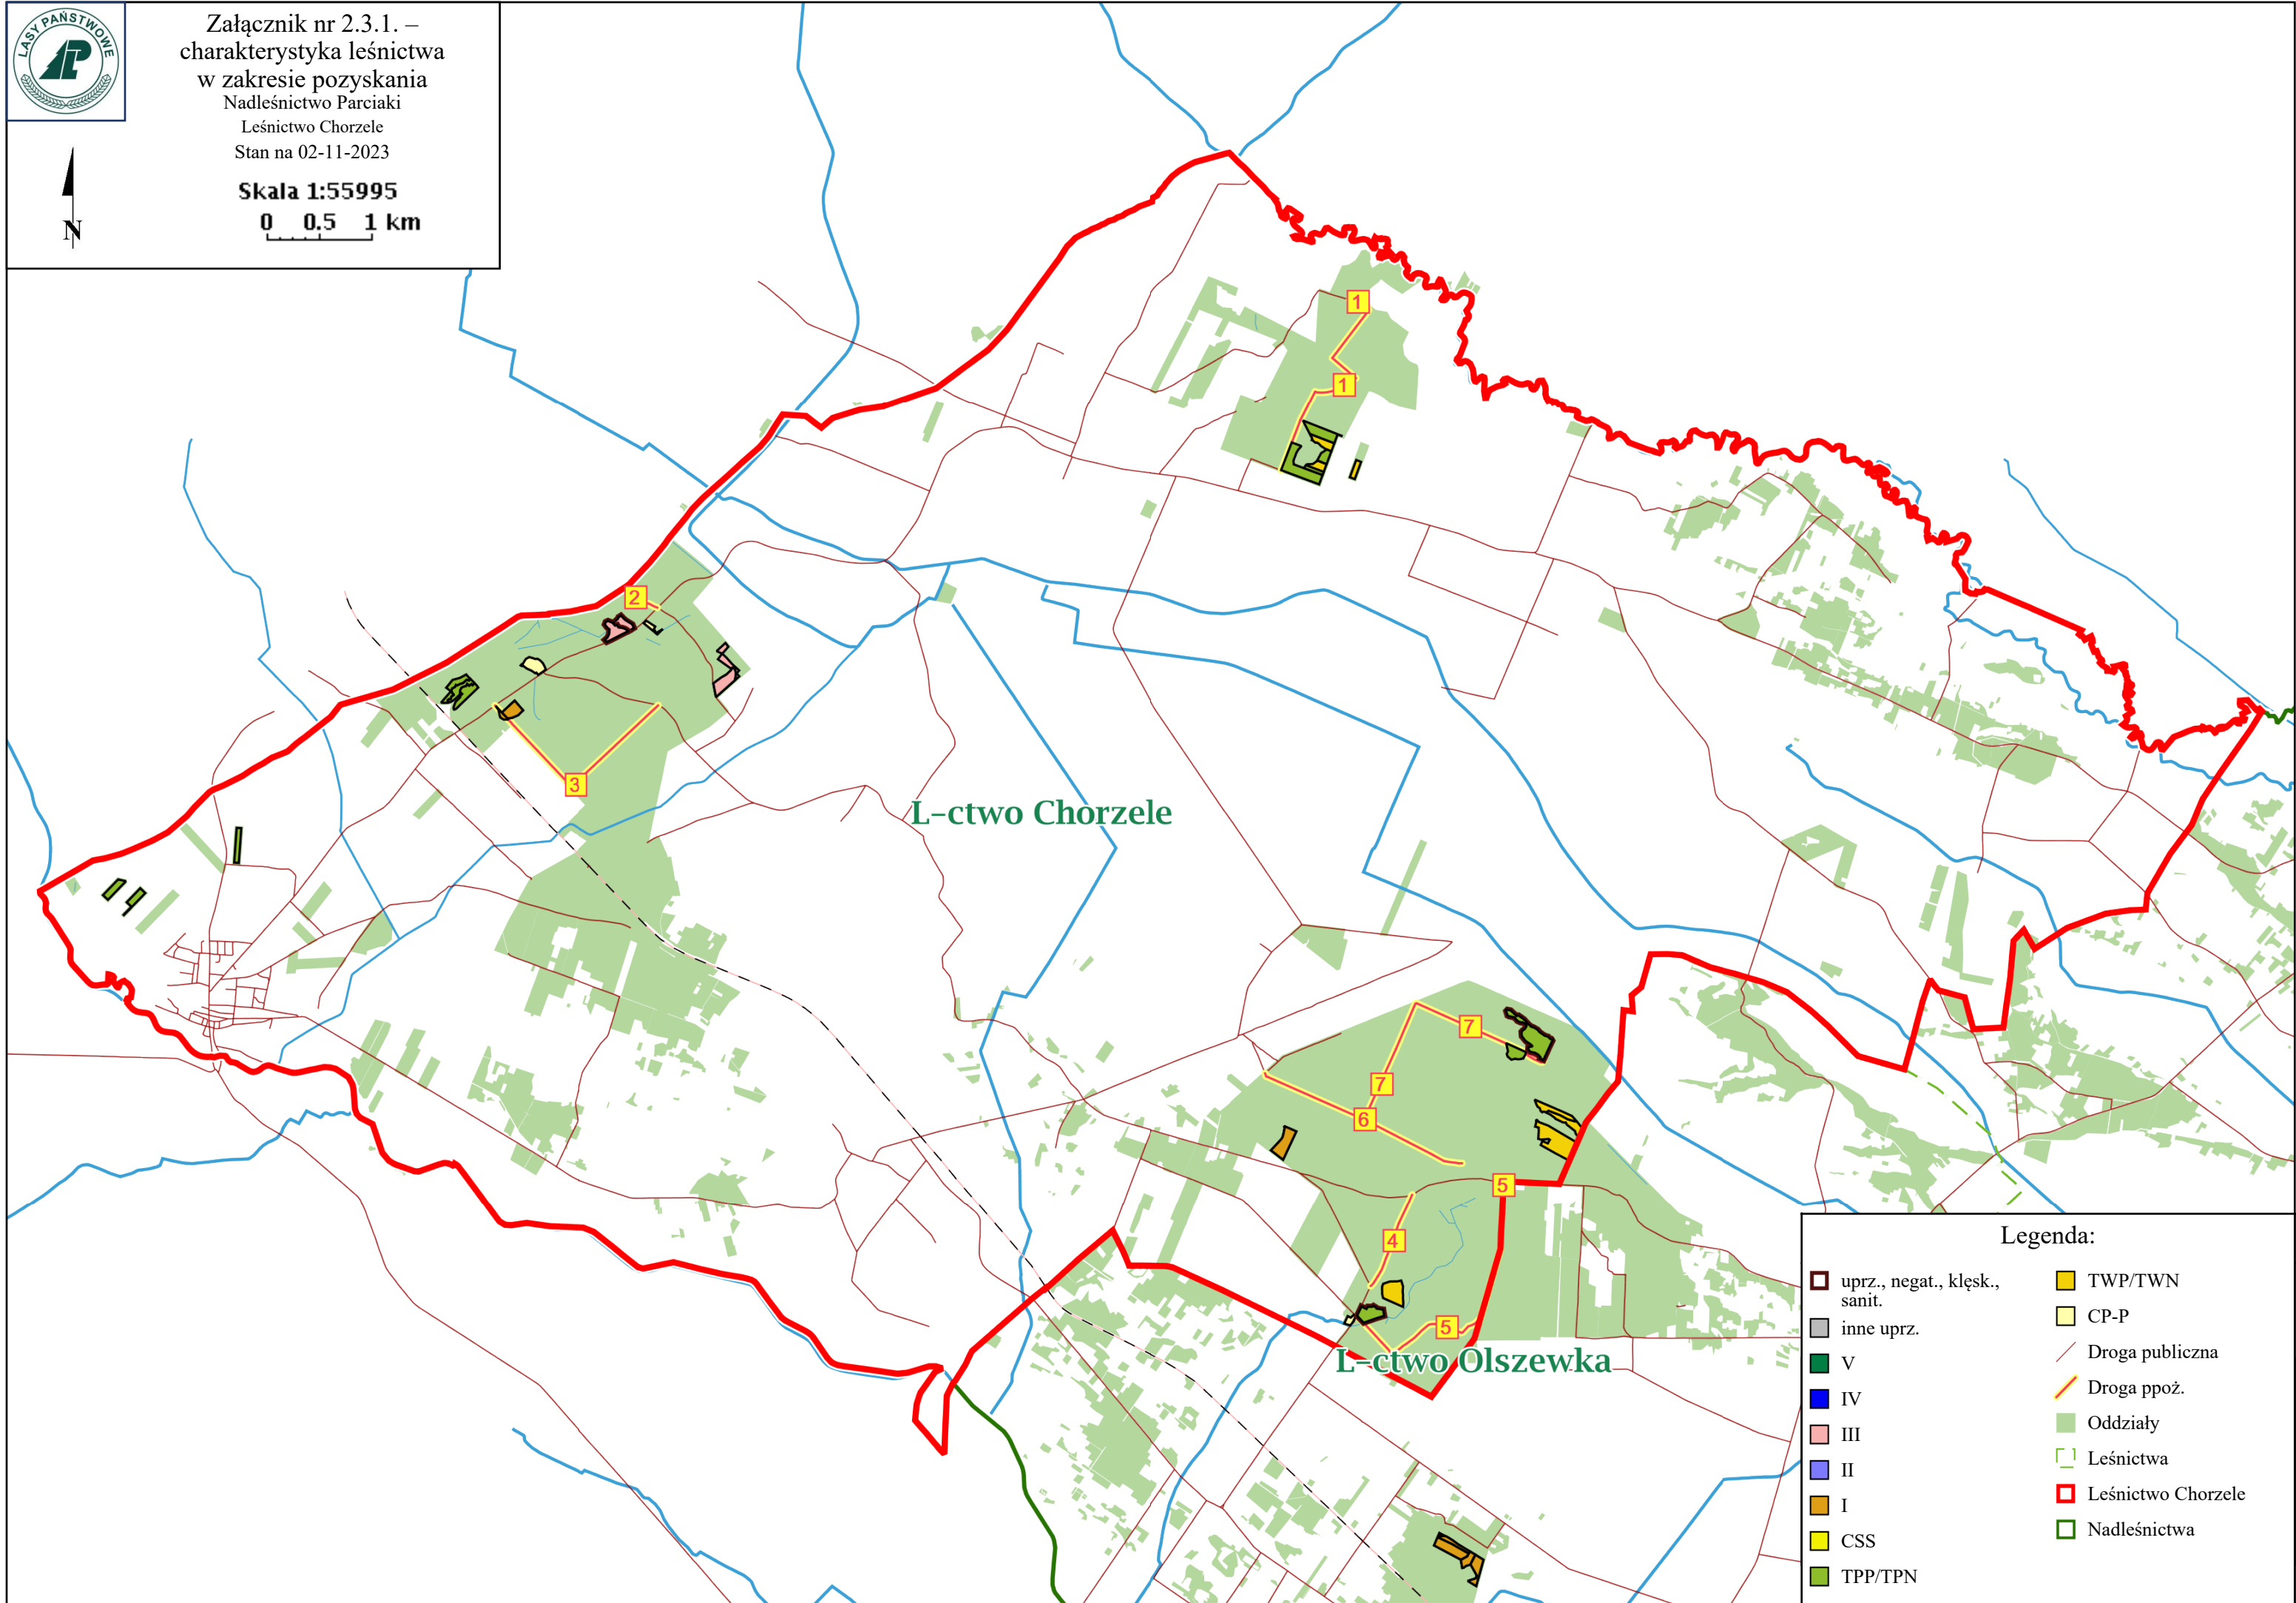 LASY PAŃSTWOWE
Załącznik nr 2.3.1. –
charakterystyka leśnictwa
w zakresie pozyskania
Nadleśnictwo Parciaki
Leśnictwo Chorzele
Stan na 02-11-2023
Skala 1:55995
0 0.5 1 km
N
1
1
2
3
L-ctwo Chorzele
7
7
6
5
4
5
L-ctwo Olszewka
Legenda:
uprz., negat., klęsk.,
sanit.
inne uprz.
V
IV
III
II
I
CSS
TPP/TPN
TWP/TWN
CP-P
Droga publiczna
Droga ppoż.
Oddziały
Leśnictwa
Leśnictwo Chorzele
Nadleśnictwa